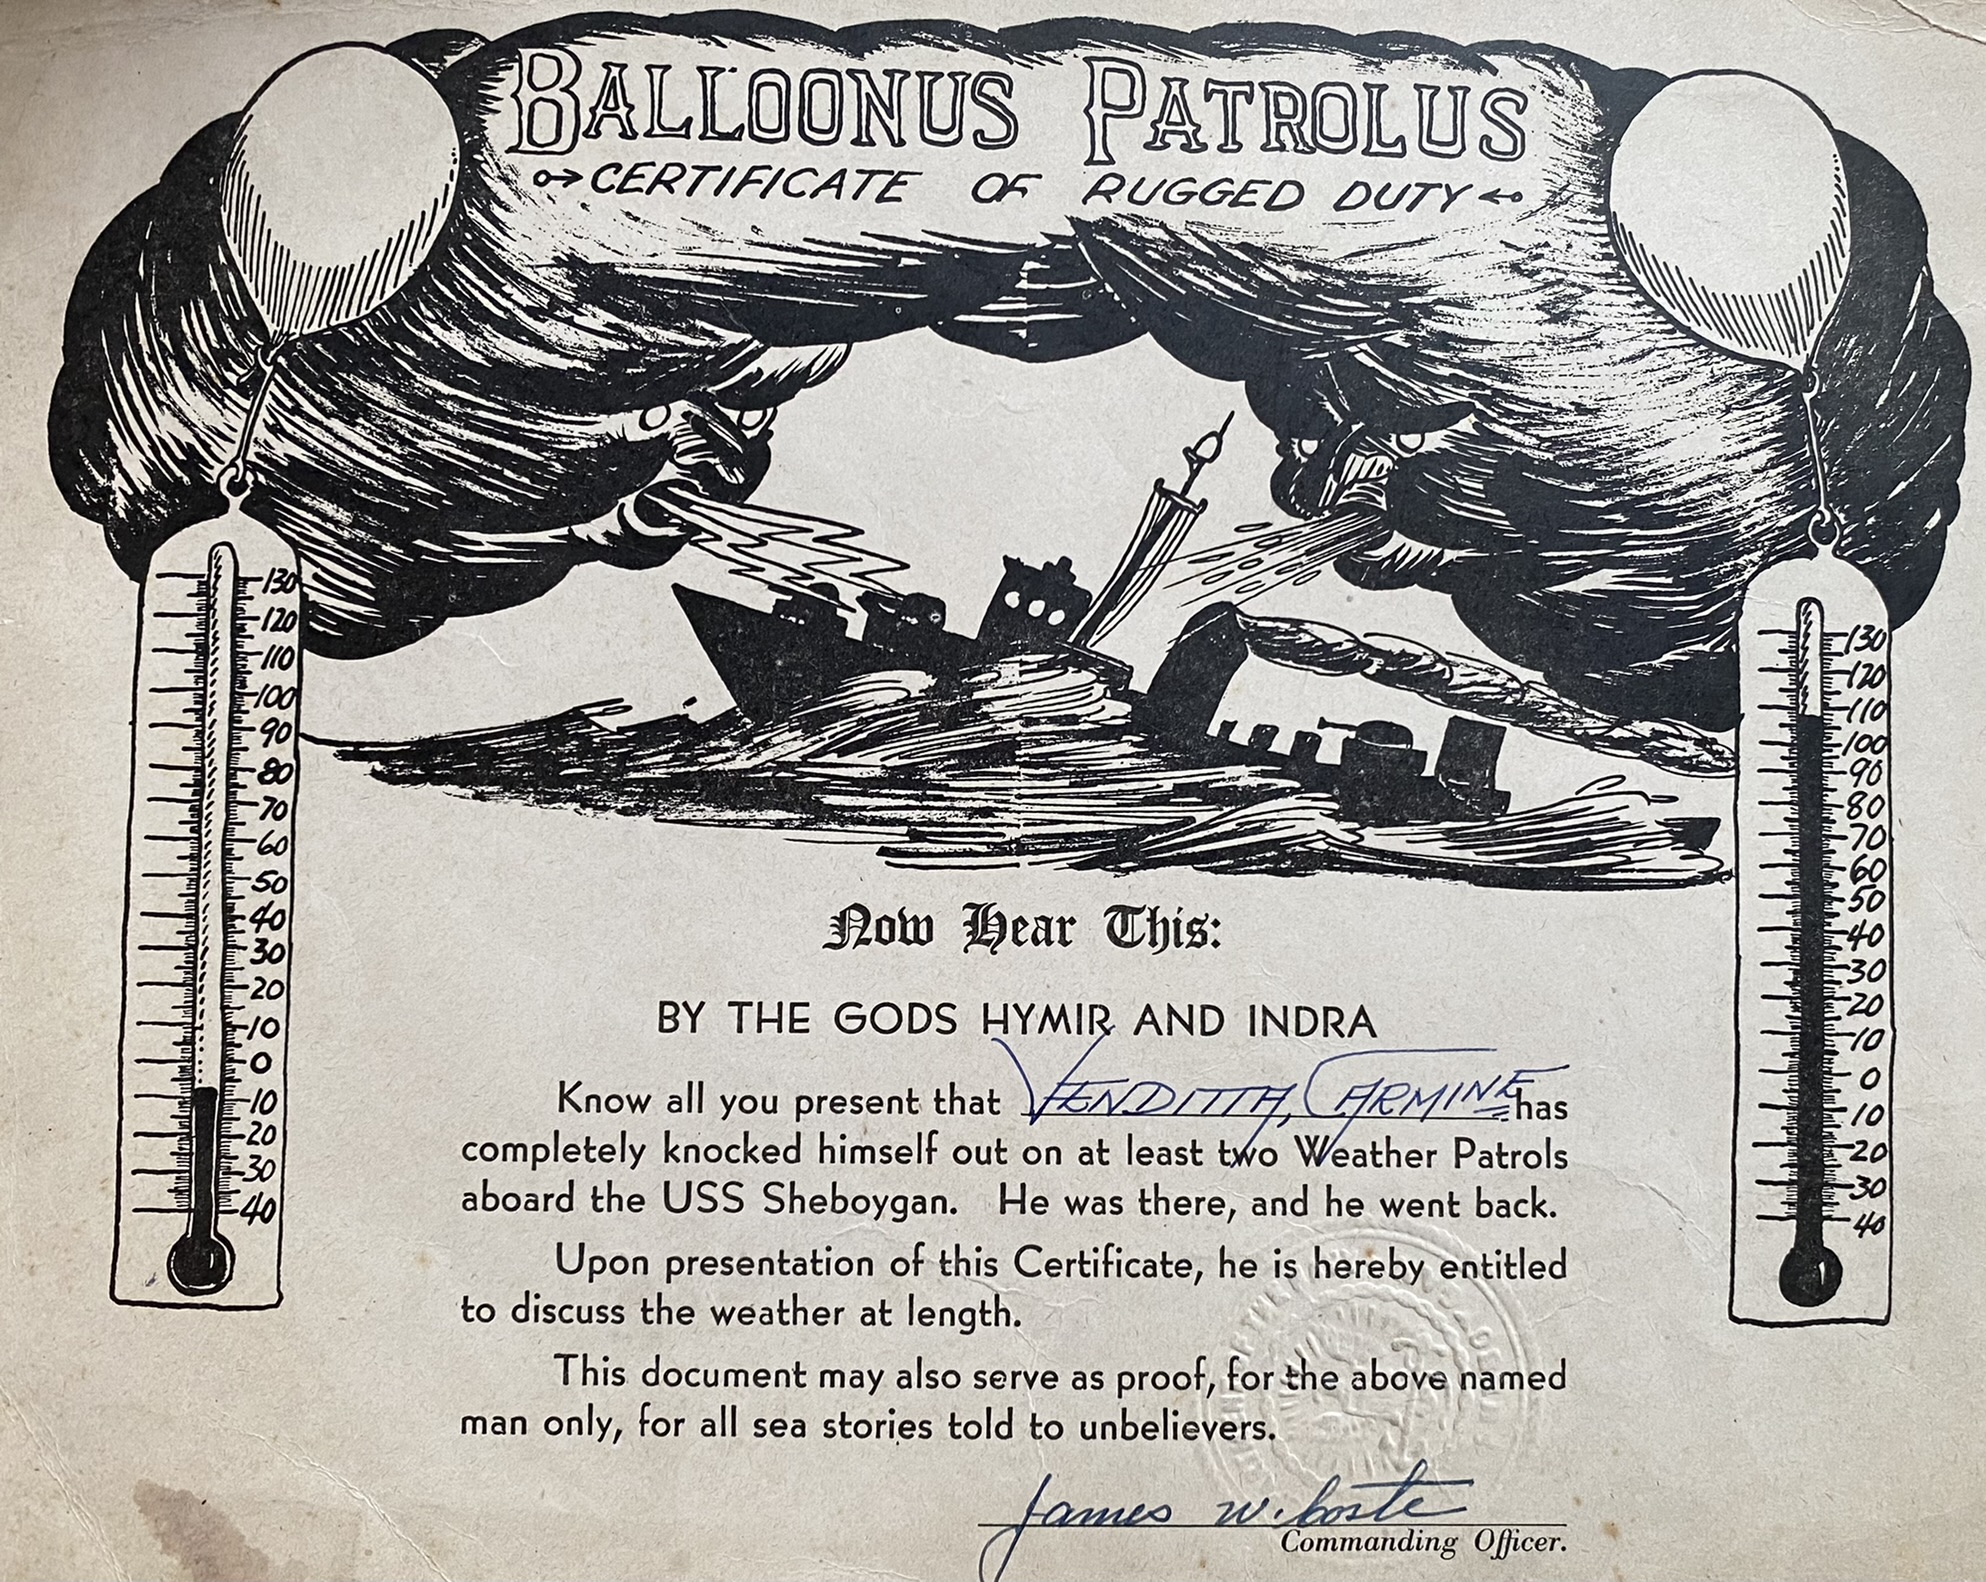 BALLOONUS PATROLUS
CERTIFICATE OF RUGGED DUTY
130
120
110
100
90
80
70
60
50
40
30
20
10
0
10
20
30
40
130
120
110
100
90
80
70
60
50
40
30
20
10
0
10
20
30
40
Now Hear This:
BY THE GODS HYMIR AND INDRA
Know all you present that VENDITTA, CARMINE has
completely knocked himself out on at least two Weather Patrols
aboard the USS Sheboygan. He was there, and he went back.
Upon presentation of this Certificate, he is hereby entitled
to discuss the weather at length.
This document may also serve as proof, for the above named
man only, for all sea stories told to unbelievers.
James W.
Commanding Officer.